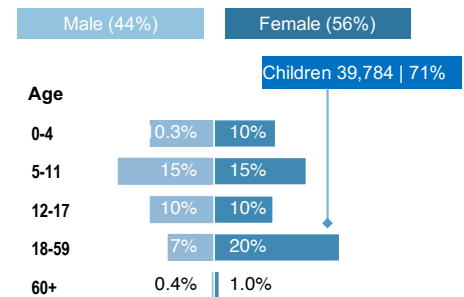 Male (44%) Female (56%)
Children 39,784 | 71%
Age
0-4 0.3% 10%
5-11 15% 15%
12-17 10% 10%
18-59 7% 20%
60+ 0.4% 1.0%